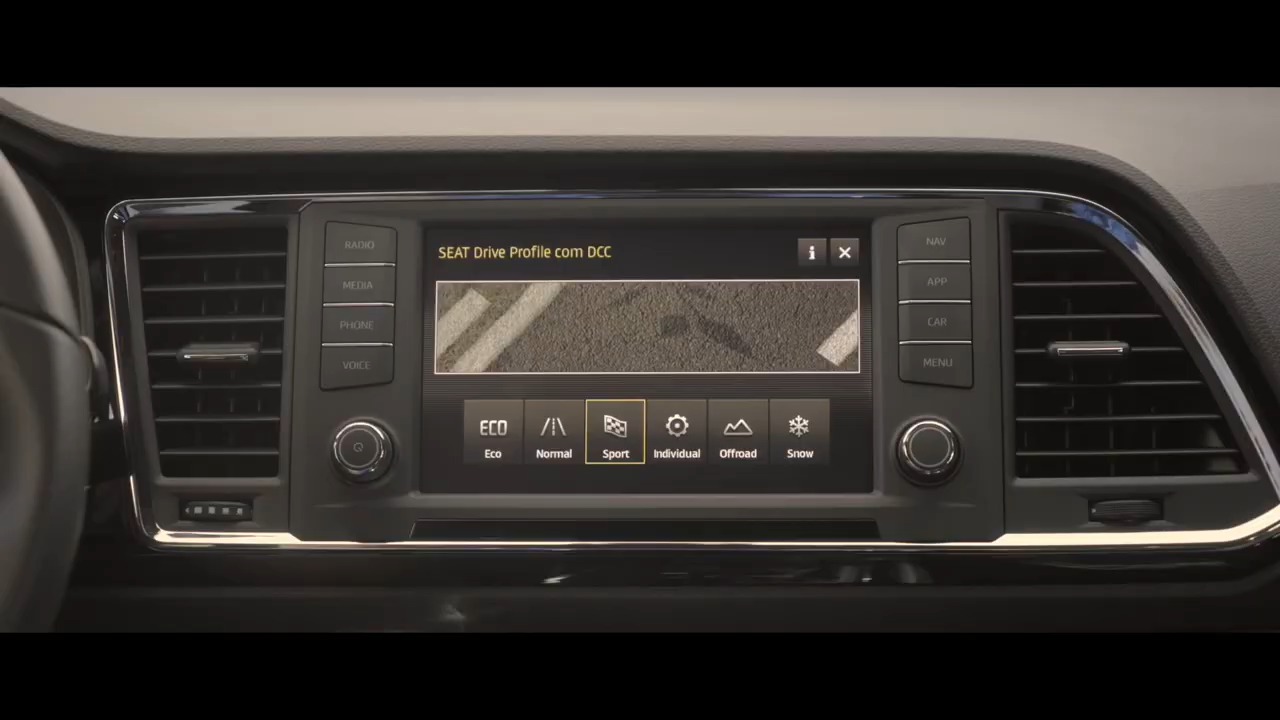 SEAT Drive Profile com DCC
i
RADIO
MEDIA
PHONE
VOICE
NAV
APP
CAR
MENU
ECO
Eco
Normal
Sport
Individual
Offroad
Snow